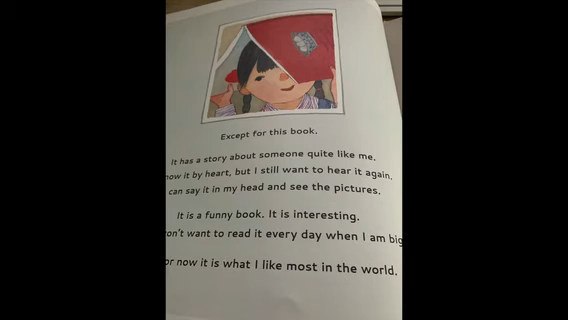 Except for this book.
It has a story about someone quite like me.
now it by heart, but I still want to hear it again.
can say it in my head and see the pictures.
It is a funny book. It is interesting.
on't want to read it every day when I am big
or now it is what I like most in the world.